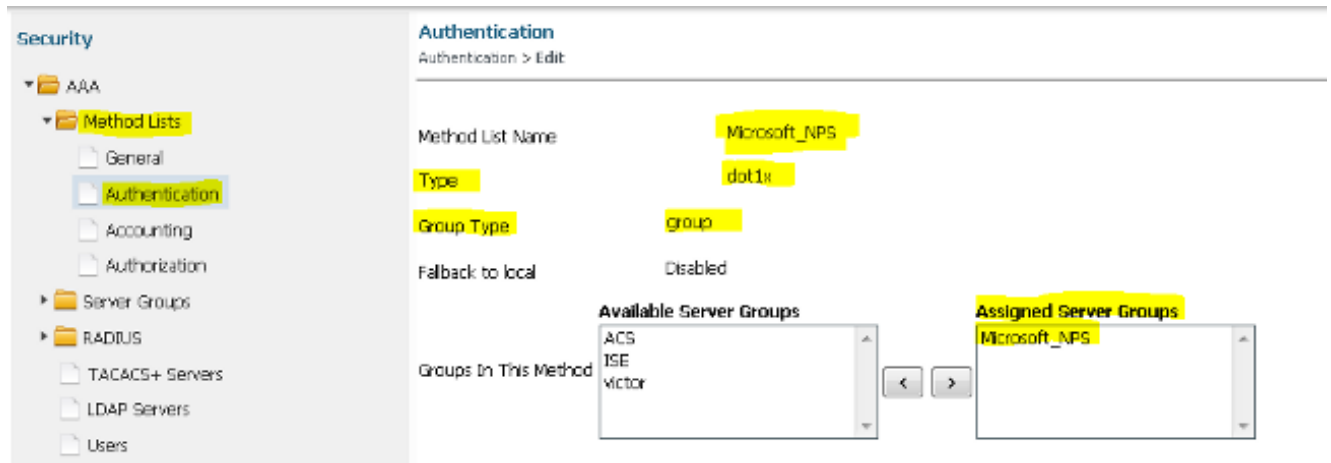 Security
AAA
Method Lists
General
Authentication
Accounting
Authorization
Server Groups
RADIUS
TACACS+ Servers
LDAP Servers
Users
Authentication
Authentication > Edit
Method List Name Microsoft_NPS
Type dot1x
Group Type group
Fallback to local Disabled
Available Server Groups Assigned Server Groups
Groups In This Method
ACS
ISE
victor
<
>
Microsoft_NPS